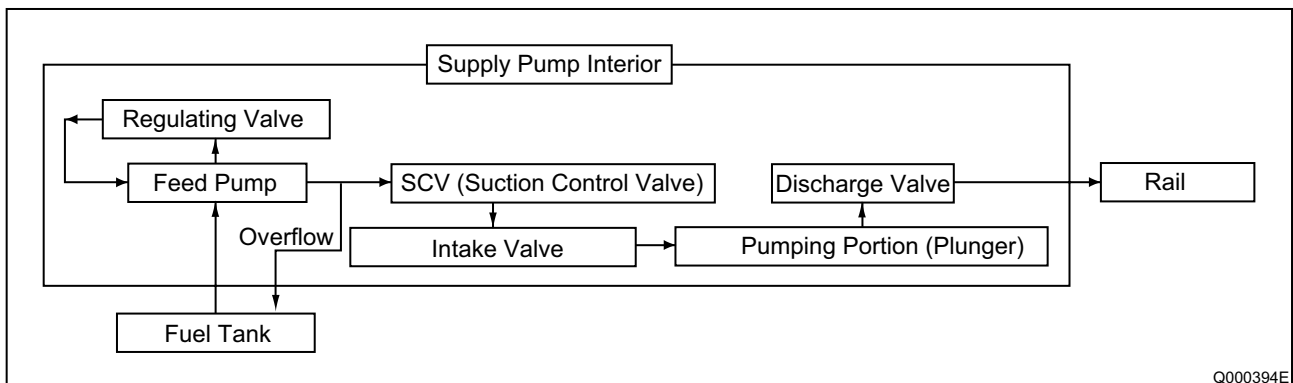 Supply Pump Interior
Regulating Valve
Feed Pump
SCV (Suction Control Valve)
Discharge Valve
Rail
Overflow
Intake Valve
Pumping Portion (Plunger)
Fuel Tank
Q000394E